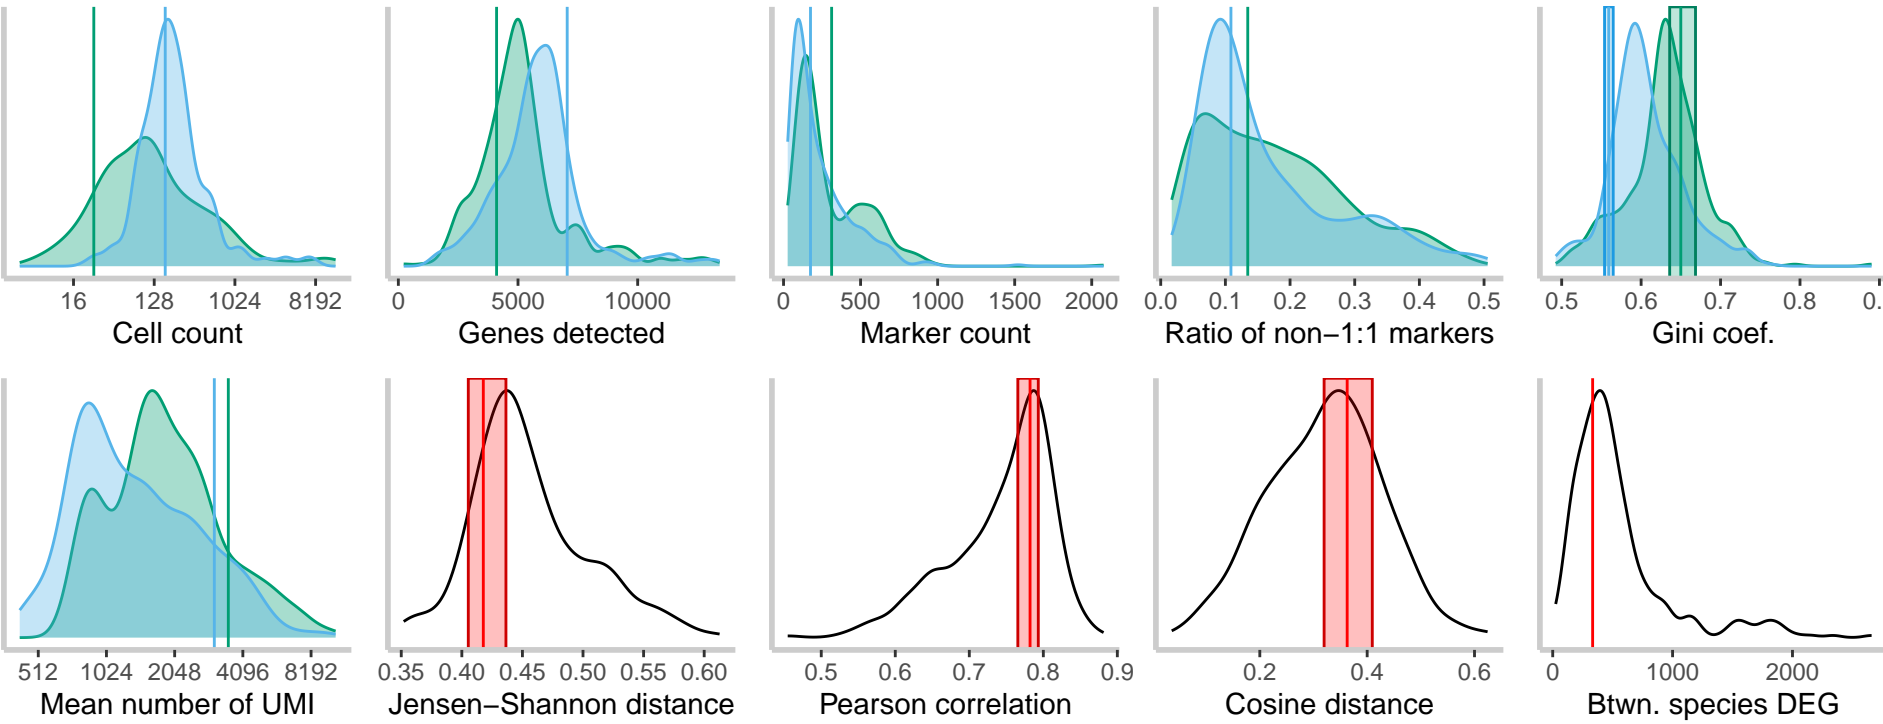 16 128 1024 8192
Cell count
0 5000 10000
Genes detected
0 500 1000 1500 2000
Marker count
0.0 0.1 0.2 0.3 0.4 0.5
Ratio of non−1:1 markers
0.5 0.6 0.7 0.8 0.
Gini coef.
512 1024 2048 4096 8192
Mean number of UMI
0.35 0.40 0.45 0.50 0.55 0.60
Jensen−Shannon distance
0.5 0.6 0.7 0.8 0.9
Pearson correlation
0.2 0.4 0.6
Cosine distance
0 1000 2000
Btwn. species DEG